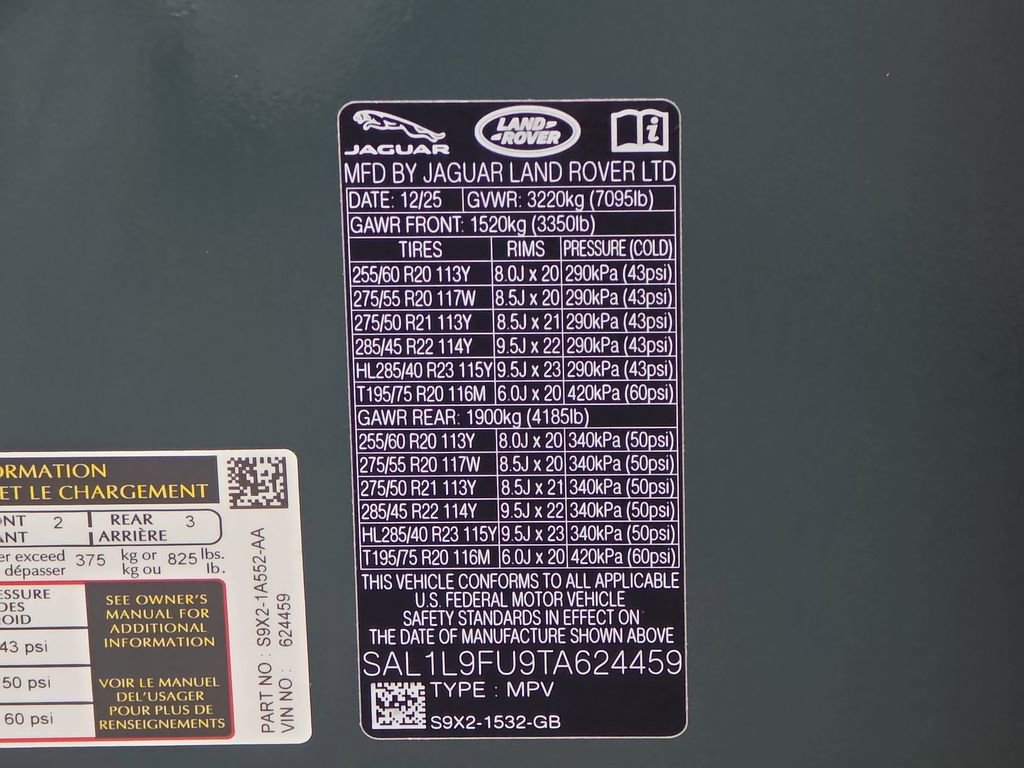 JAGUAR
LAND-
-ROVER
MFD BY JAGUAR LAND ROVER LTD
DATE: 12/25 GVWR: 3220kg (7095lb)
GAWR FRONT: 1520kg (3350lb)
TIRES RIMS PRESSURE (COLD)
255/60 R20 113Y 8.0J x 20 290kPa (43psi)
275/55 R20 117W 8.5J x 20 290kPa (43psi)
275/50 R21 113Y 8.5J x 21 290kPa (43psi)
285/45 R22 114Y 9.5J x 22 290kPa (43psi)
HL285/40 R23 115Y 9.5J x 23 290kPa (43psi)
T195/75 R20 116M 6.0J x 20 420kPa (60psi)
GAWR REAR: 1900kg (4185lb)
255/60 R20 113Y 8.0J x 20 340kPa (50psi)
275/55 R20 117W 8.5J x 20 340kPa (50psi)
275/50 R21 113Y 8.5J x 21 340kPa (50psi)
285/45 R22 114Y 9.5J x 22 340kPa (50psi)
HL285/40 R23 115Y 9.5J x 23 340kPa (50psi)
T195/75 R20 116M 6.0J x 20 420kPa (60psi)
THIS VEHICLE CONFORMS TO ALL APPLICABLE
U.S. FEDERAL MOTOR VEHICLE
SAFETY STANDARDS IN EFFECT ON
THE DATE OF MANUFACTURE SHOWN ABOVE
SAL1L9FU9TA624459
TYPE : MPV
S9X2-1532-GB
ORMATION
ET LE CHARGEMENT
NT 2 REAR 3
ANT ARRIÈRE
er exceed 375 kg or 825 lbs.
dépasser kg ou lb.
ESSURE
DES
ROID
43 psi
50 psi
60 psi
SEE OWNER'S
MANUAL FOR
ADDITIONAL
INFORMATION
VOIR LE MANUEL
DEL'USAGER
POUR PLUS DE
RENSEIGNEMENTS
PART NO : S9X2-1A552-AA
VIN NO : 624459